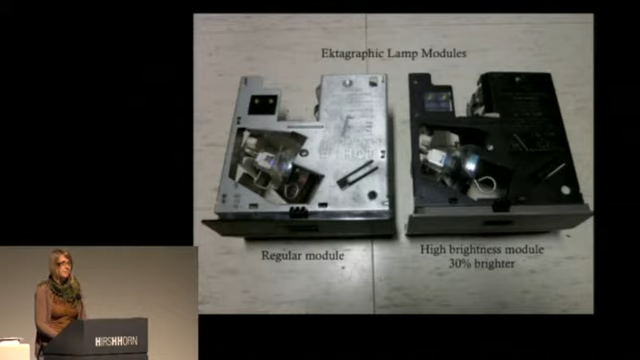 Ektagraphic Lamp Modules
Regular module
High brightness module
30% brighter
HIRSHHORN